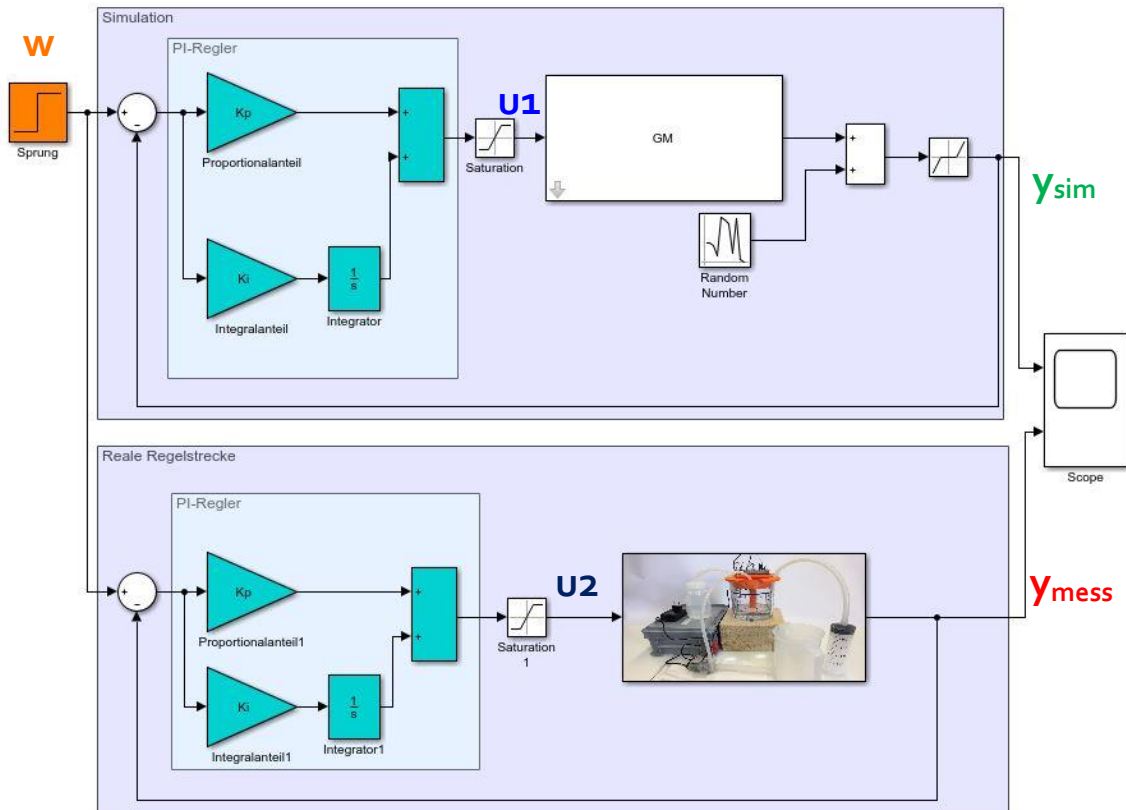 Simulation
w
PI-Regler
Sprung
+
−
Kp
Proportionalanteil
Ki
Integralanteil
1
s
Integrator
+
+
U1
Saturation
GM
Random
Number
+
+
ysim
Scope
Reale Regelstrecke
PI-Regler
+
−
Kp
Proportionalanteil1
Ki
Integralanteil1
1
s
Integrator1
+
+
U2
Saturation
1
ymess